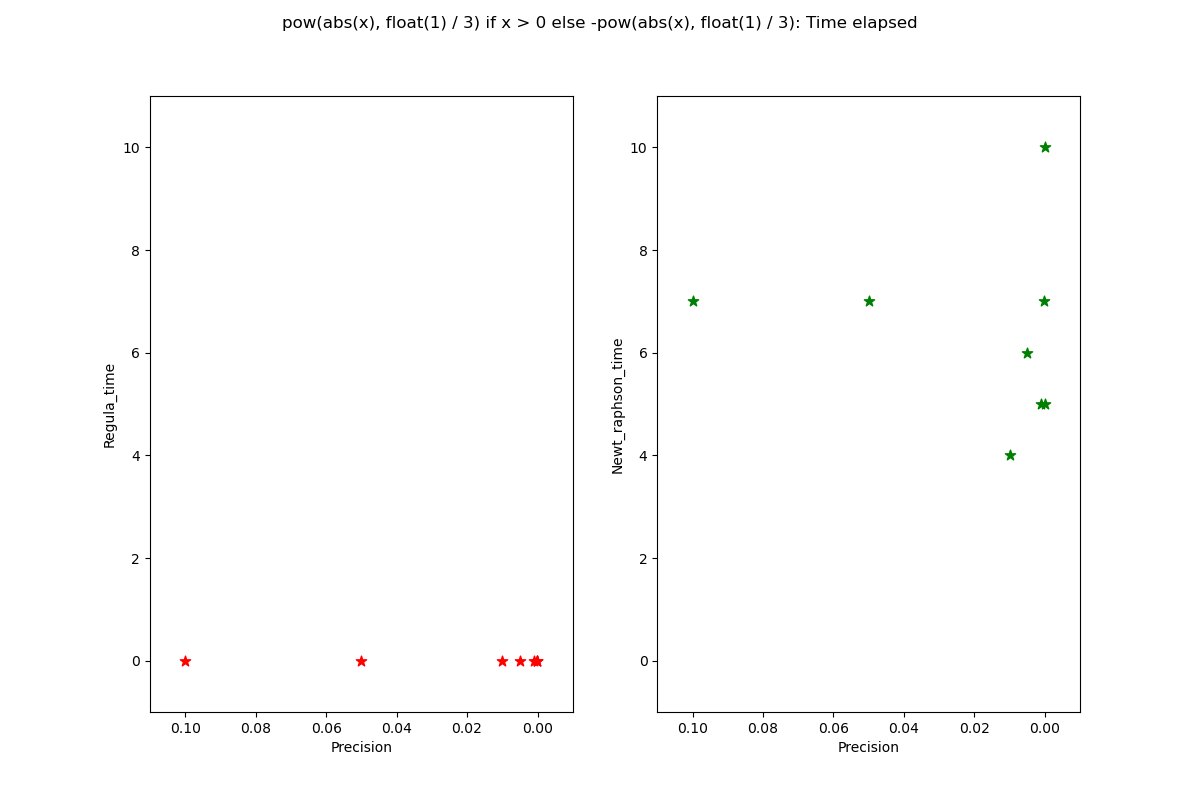 pow(abs(x), float(1) / 3) if x > 0 else -pow(abs(x), float(1) / 3): Time elapsed
10
8
6
4
2
0
Regula_time
0.10 0.08 0.06 0.04 0.02 0.00
Precision
10
8
6
4
2
0
Newt_raphson_time
0.10 0.08 0.06 0.04 0.02 0.00
Precision